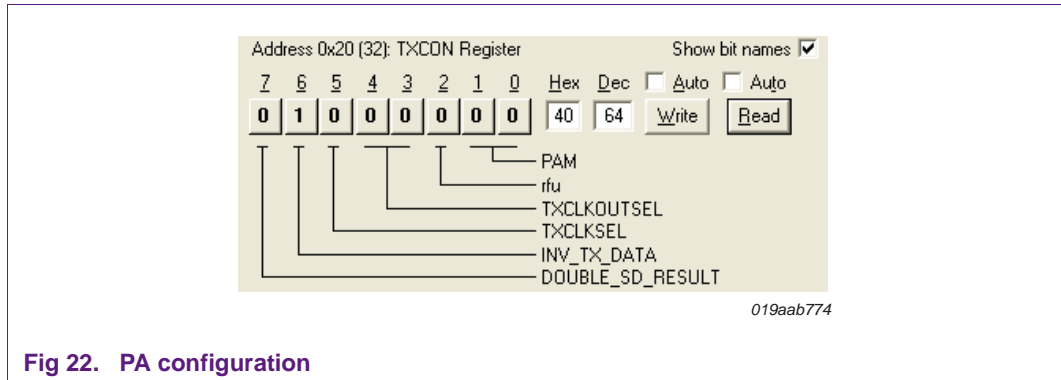 Address 0x20 (32): TXCON Register Show bit names
7 6 5 4 3 2 1 0 Hex Dec Auto Auto
0 1 0 0 0 0 0 0 40 64 Write Read
PAM
rfu
TXCLKOUTSEL
TXCLKSEL
INV_TX_DATA
DOUBLE_SD_RESULT
019aab774
Fig 22. PA configuration